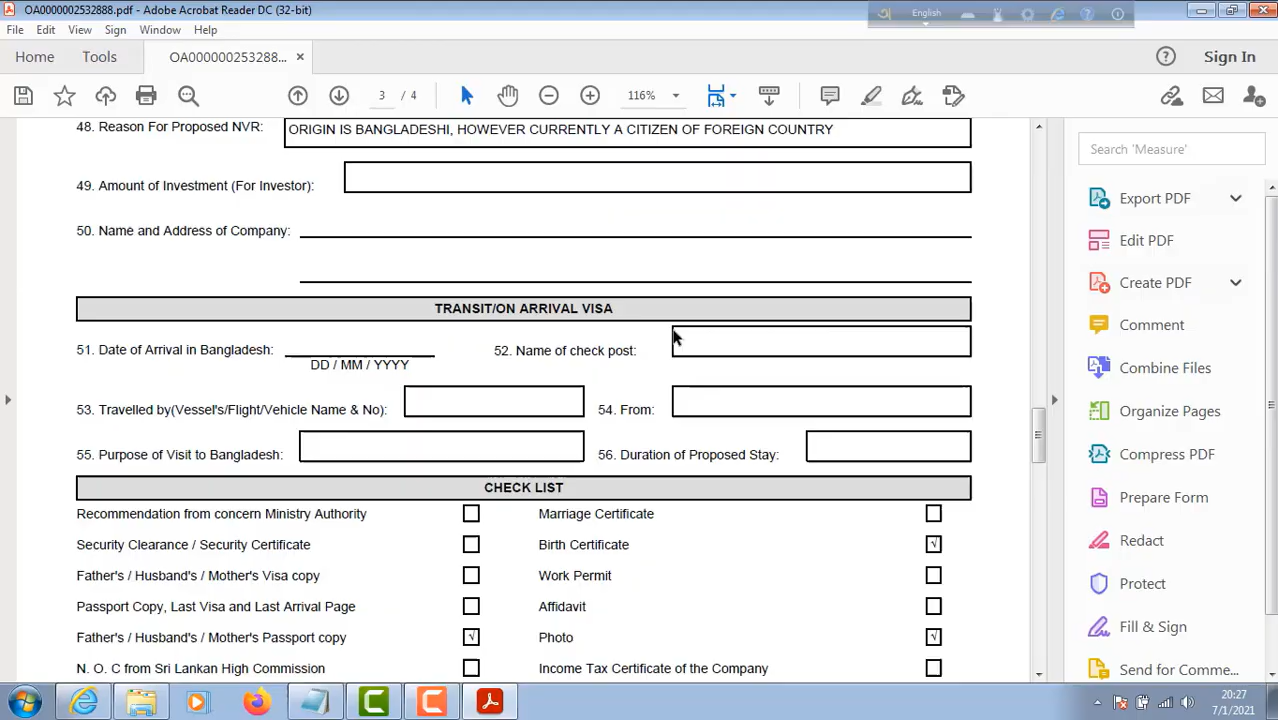 OA0000002532888.pdf - Adobe Acrobat Reader DC (32-bit)
English
File Edit View Sign Window Help
Home Tools OA000000253288... × Sign In
3 / 4 116%
48. Reason For Proposed NVR: ORIGIN IS BANGLADESHI, HOWEVER CURRENTLY A CITIZEN OF FOREIGN COUNTRY
49. Amount of Investment (For Investor):
50. Name and Address of Company:
TRANSIT/ON ARRIVAL VISA
51. Date of Arrival in Bangladesh: 52. Name of check post:
DD / MM / YYYY
53. Travelled by(Vessel's/Flight/Vehicle Name & No): 54. From:
55. Purpose of Visit to Bangladesh: 56. Duration of Proposed Stay:
CHECK LIST
Recommendation from concern Ministry Authority Marriage Certificate
Security Clearance / Security Certificate Birth Certificate √
Father's / Husband's / Mother's Visa copy Work Permit
Passport Copy, Last Visa and Last Arrival Page Affidavit
Father's / Husband's / Mother's Passport copy √ Photo √
N. O. C from Sri Lankan High Commission Income Tax Certificate of the Company
Search 'Measure'
Export PDF
Edit PDF
Create PDF
Comment
Combine Files
Organize Pages
Compress PDF
Prepare Form
Redact
Protect
Fill & Sign
Send for Comme...
20:27
7/1/2021